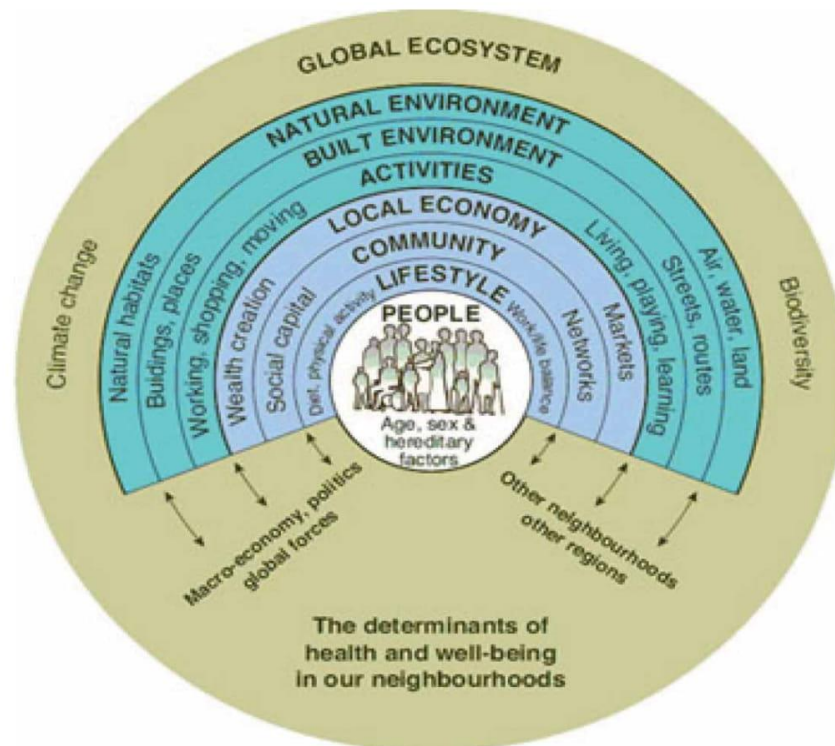 GLOBAL ECOSYSTEM
NATURAL ENVIRONMENT
BUILT ENVIRONMENT
ACTIVITIES
LOCAL ECONOMY
COMMUNITY
LIFESTYLE
PEOPLE
Age, sex &
hereditary
factors
Climate change
Natural habitats
Buidings, places
Working, shopping, moving
Wealth creation
Social capital
Diet, physical activity
Work/life balance
Networks
Markets
Living, playing, learning
Streets, routes
Air, water, land
Biodiversity
Macro-economy, politics
global forces
Other neighbourhoods
other regions
The determinants of
health and well-being
in our neighbourhoods